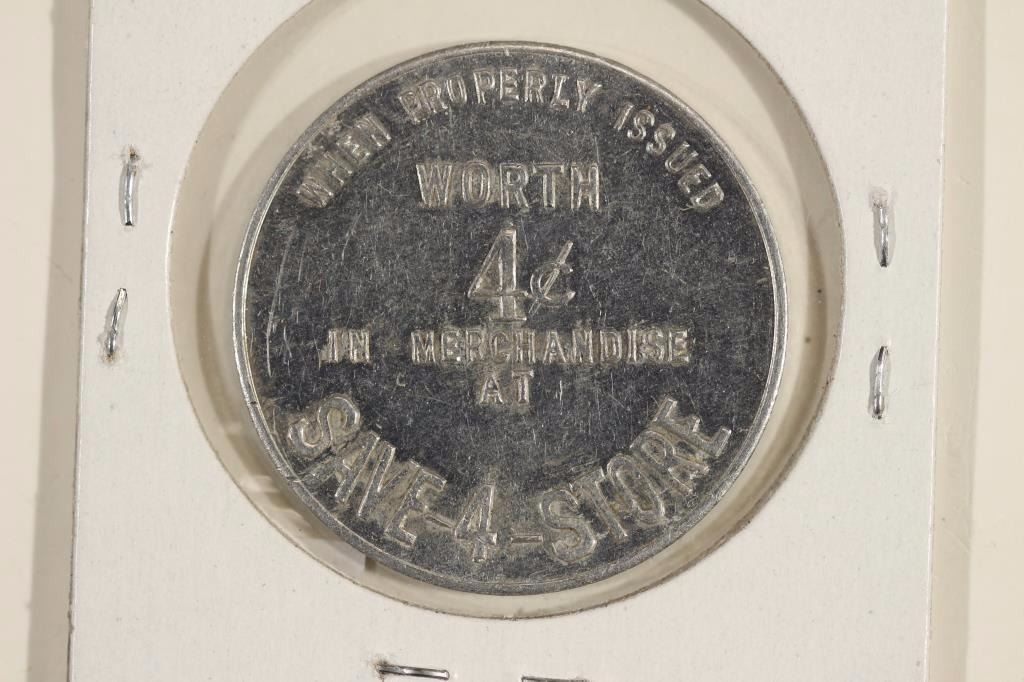 WHEN PROPERLY ISSUED
WORTH
4¢
IN MERCHANDISE
AT
SAVE-4-STORE